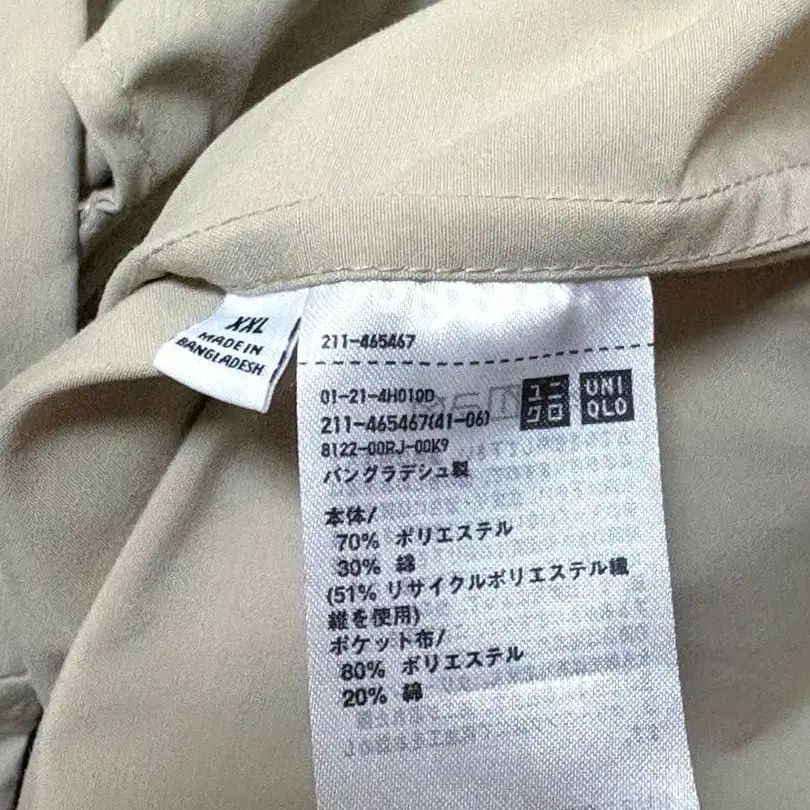 XXL
MADE IN
BANGLADESH
211-465467
01-21-4H010D
211-465467(41-06)
8122-00RJ-00K9
バングラデシュ製
ユニ
クロ
UNI
QLO
本体/
70% ポリエステル
30% 綿
(51% リサイクルポリエステル繊
維を使用)
ポケット布/
80% ポリエステル
20% 綿